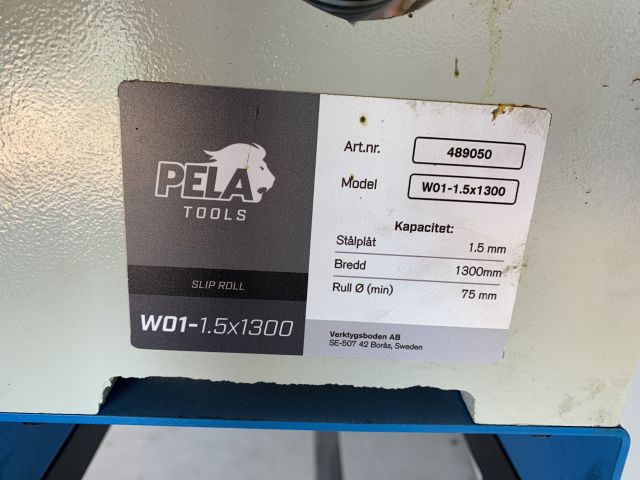 PELA
TOOLS
SLIP ROLL
W01-1.5x1300
Art.nr. 489050
Model W01-1.5x1300
Kapacitet:
Stålplåt 1.5 mm
Bredd 1300mm
Rull Ø (min) 75 mm
Verktygsboden AB
SE-507 42 Borås, Sweden